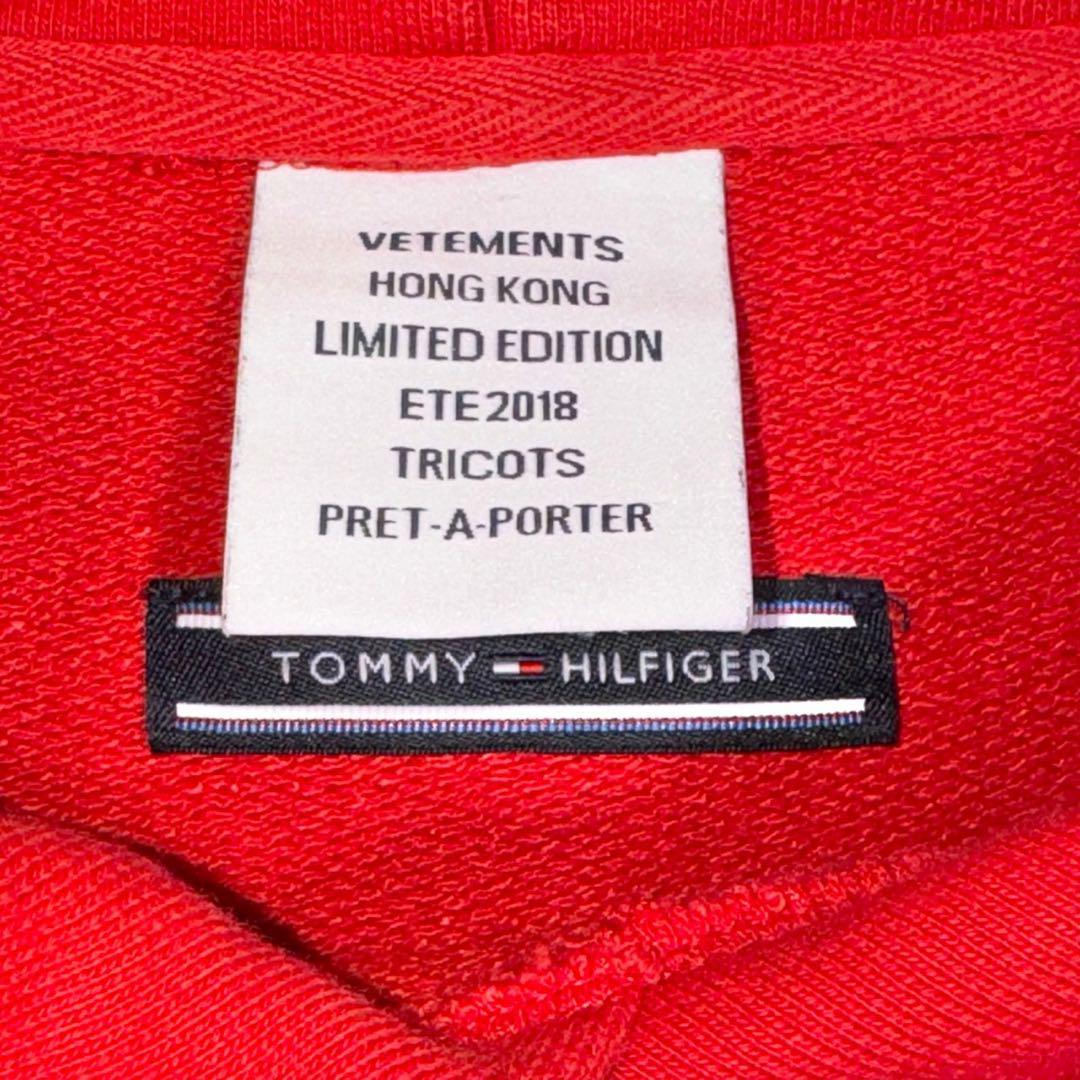 VETEMENTS
HONG KONG
LIMITED EDITION
ETE2018
TRICOTS
PRET-A-PORTER
TOMMY HILFIGER